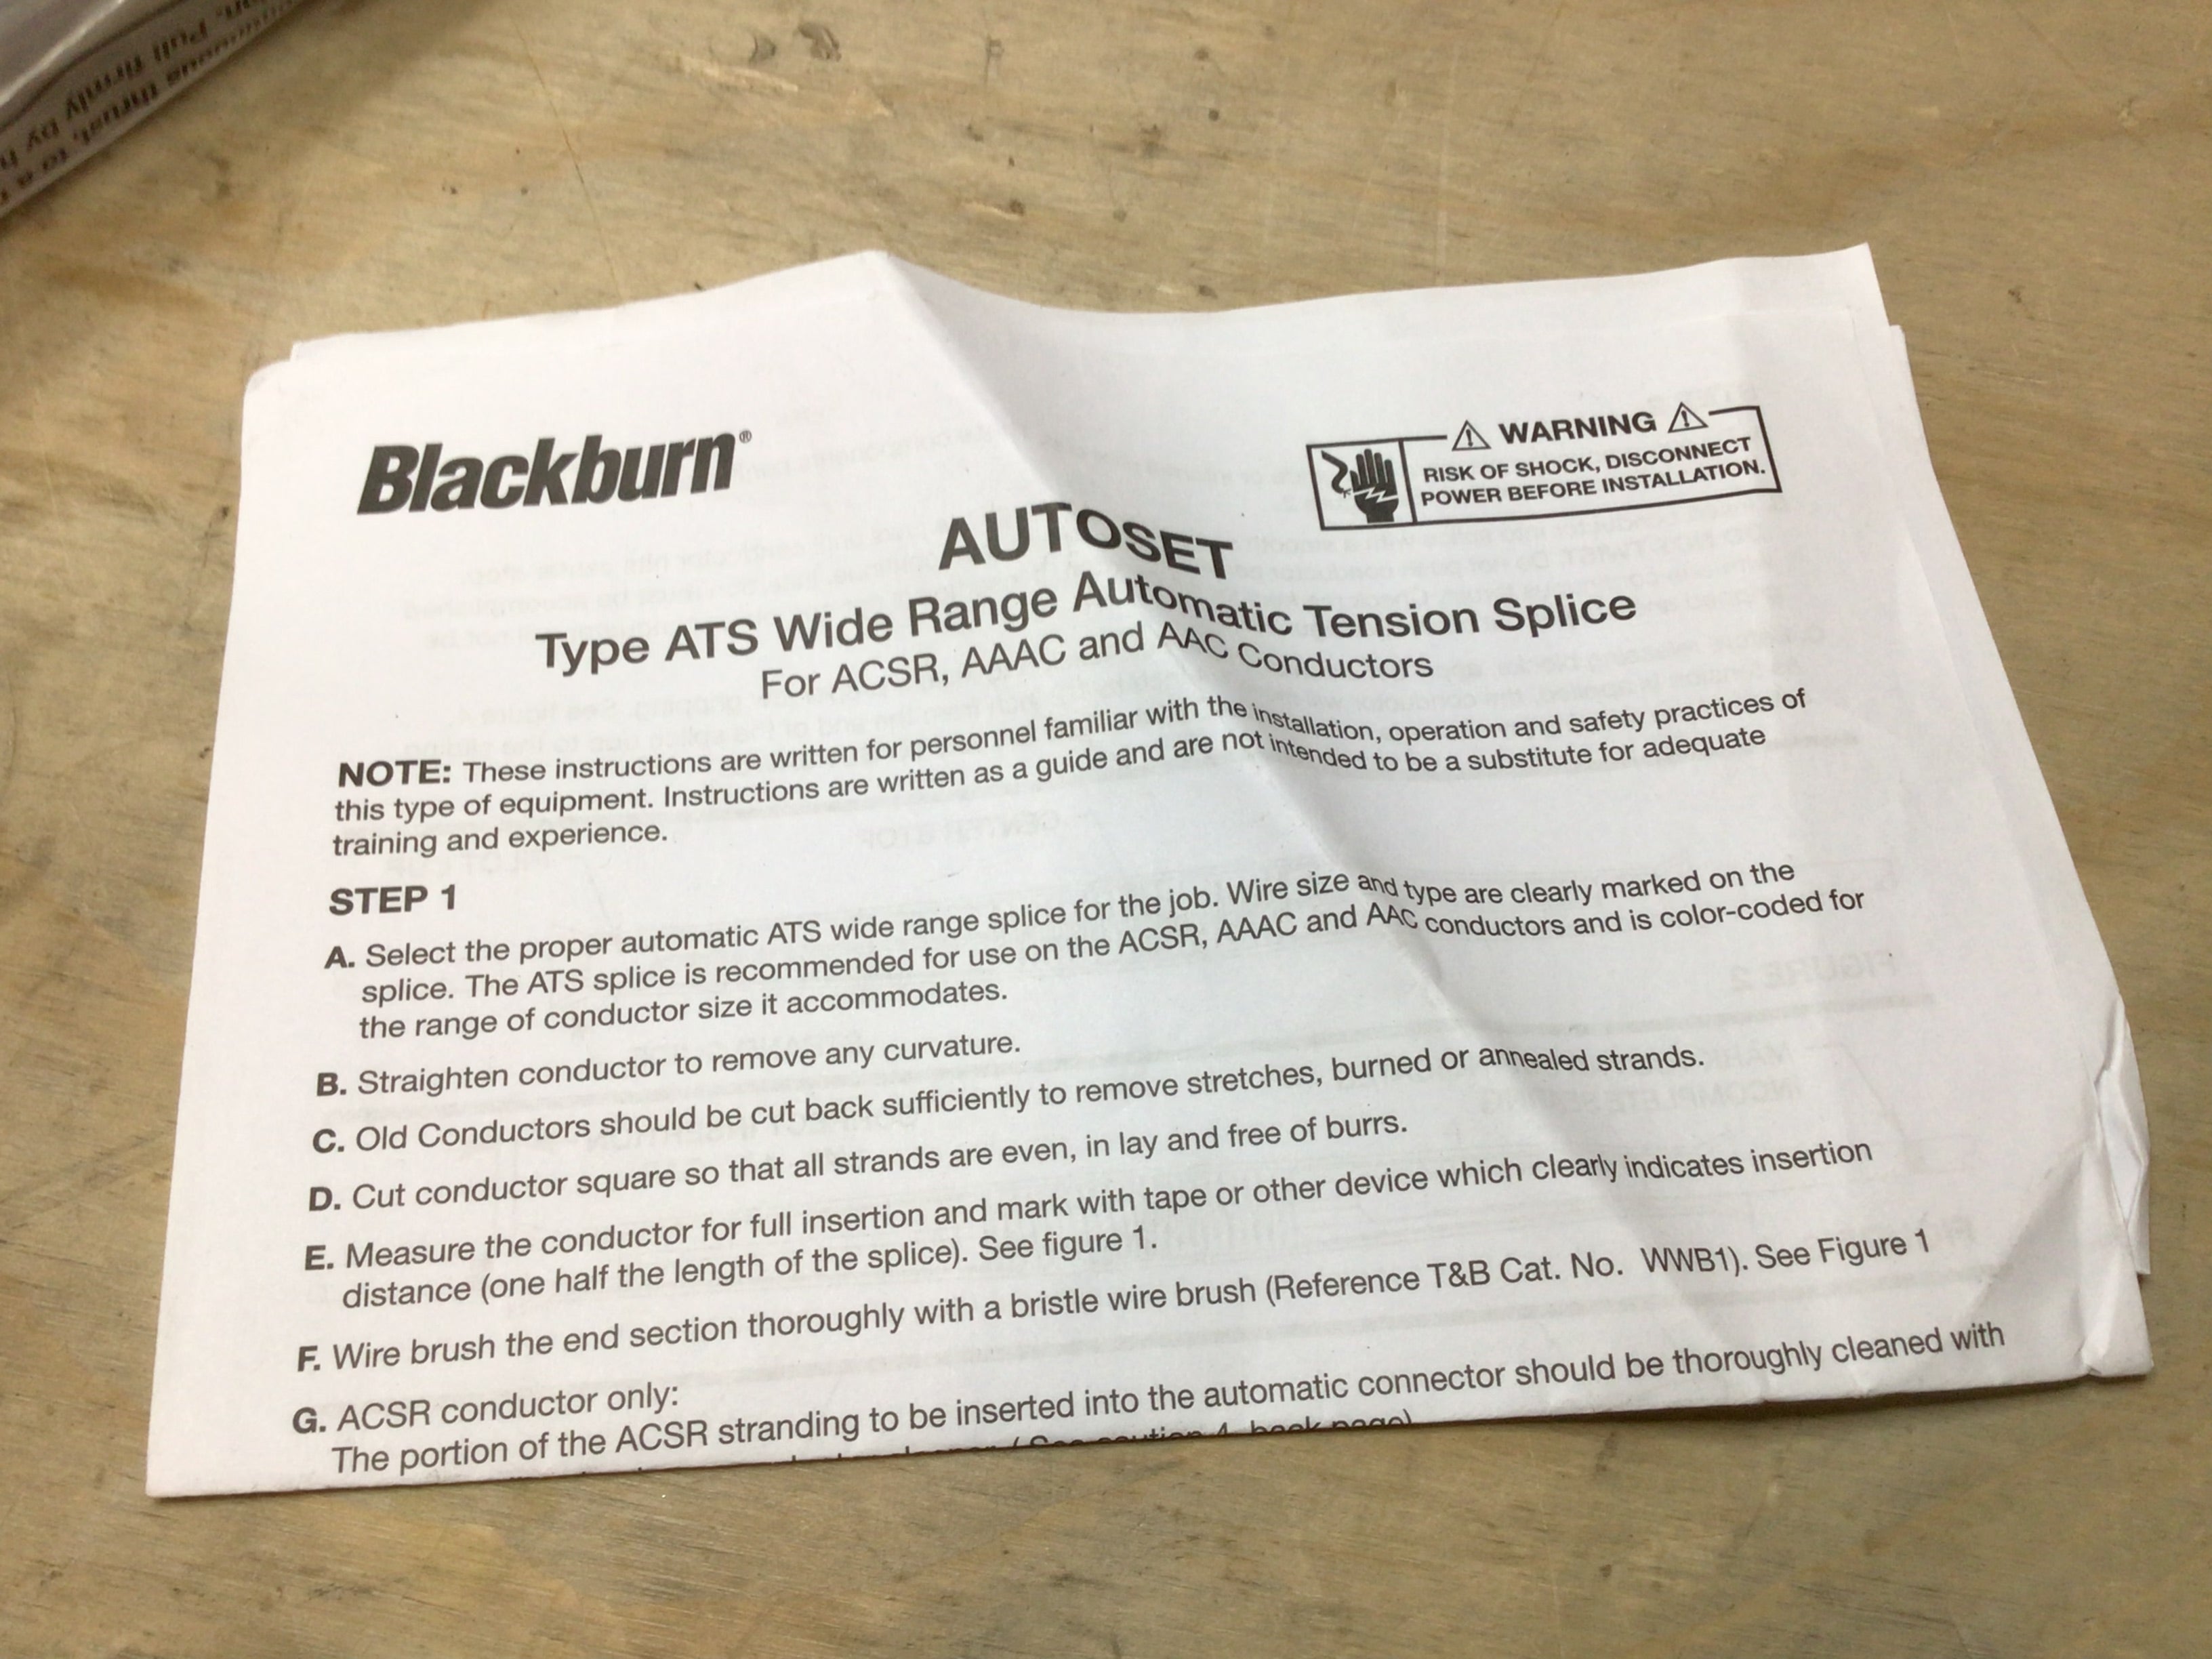 n, Pull firmly by h
tinuous thrust, to a
Blackburn®
WARNING
RISK OF SHOCK, DISCONNECT
POWER BEFORE INSTALLATION.
AUTOSET
Type ATS Wide Range Automatic Tension Splice
For ACSR, AAAC and AAC Conductors
NOTE: These instructions are written for personnel familiar with the installation, operation and safety practices of
this type of equipment. Instructions are written as a guide and are not intended to be a substitute for adequate
training and experience.
STEP 1
A. Select the proper automatic ATS wide range splice for the job. Wire size and type are clearly marked on the
splice. The ATS splice is recommended for use on the ACSR, AAAC and AAC conductors and is color-coded for
the range of conductor size it accommodates.
B. Straighten conductor to remove any curvature.
C. Old Conductors should be cut back sufficiently to remove stretches, burned or annealed strands.
D. Cut conductor square so that all strands are even, in lay and free of burrs.
E. Measure the conductor for full insertion and mark with tape or other device which clearly indicates insertion
distance (one half the length of the splice). See figure 1.
F. Wire brush the end section thoroughly with a bristle wire brush (Reference T&B Cat. No. WWB1). See Figure 1
G. ACSR conductor only:
The portion of the ACSR stranding to be inserted into the automatic connector should be thoroughly cleaned with
(See caution 4, back page)